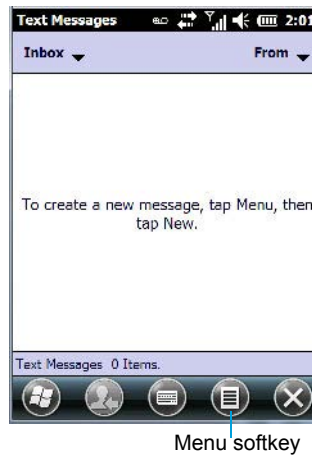 Text Messages 2:01
Inbox From
To create a new message, tap Menu, then
tap New.
Text Messages 0 Items.
Menu softkey